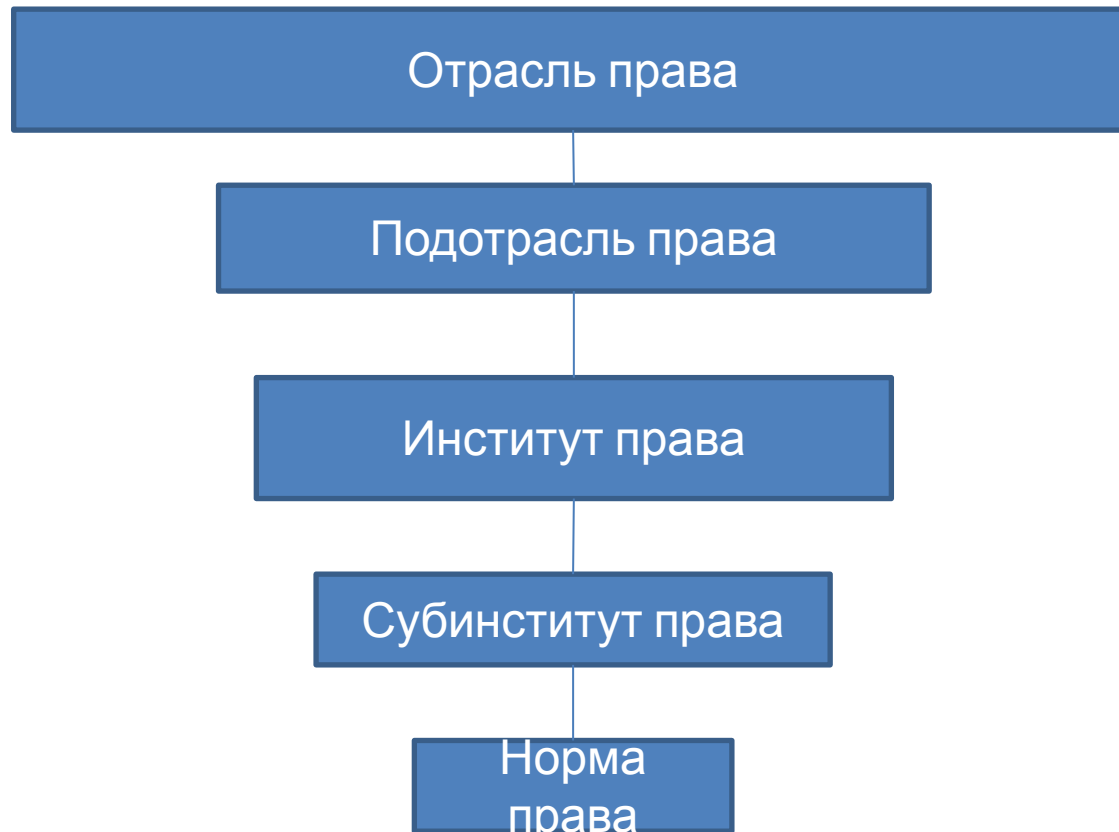 Отрасль права
Подотрасль права
Институт права
Субинститут права
Норма
права